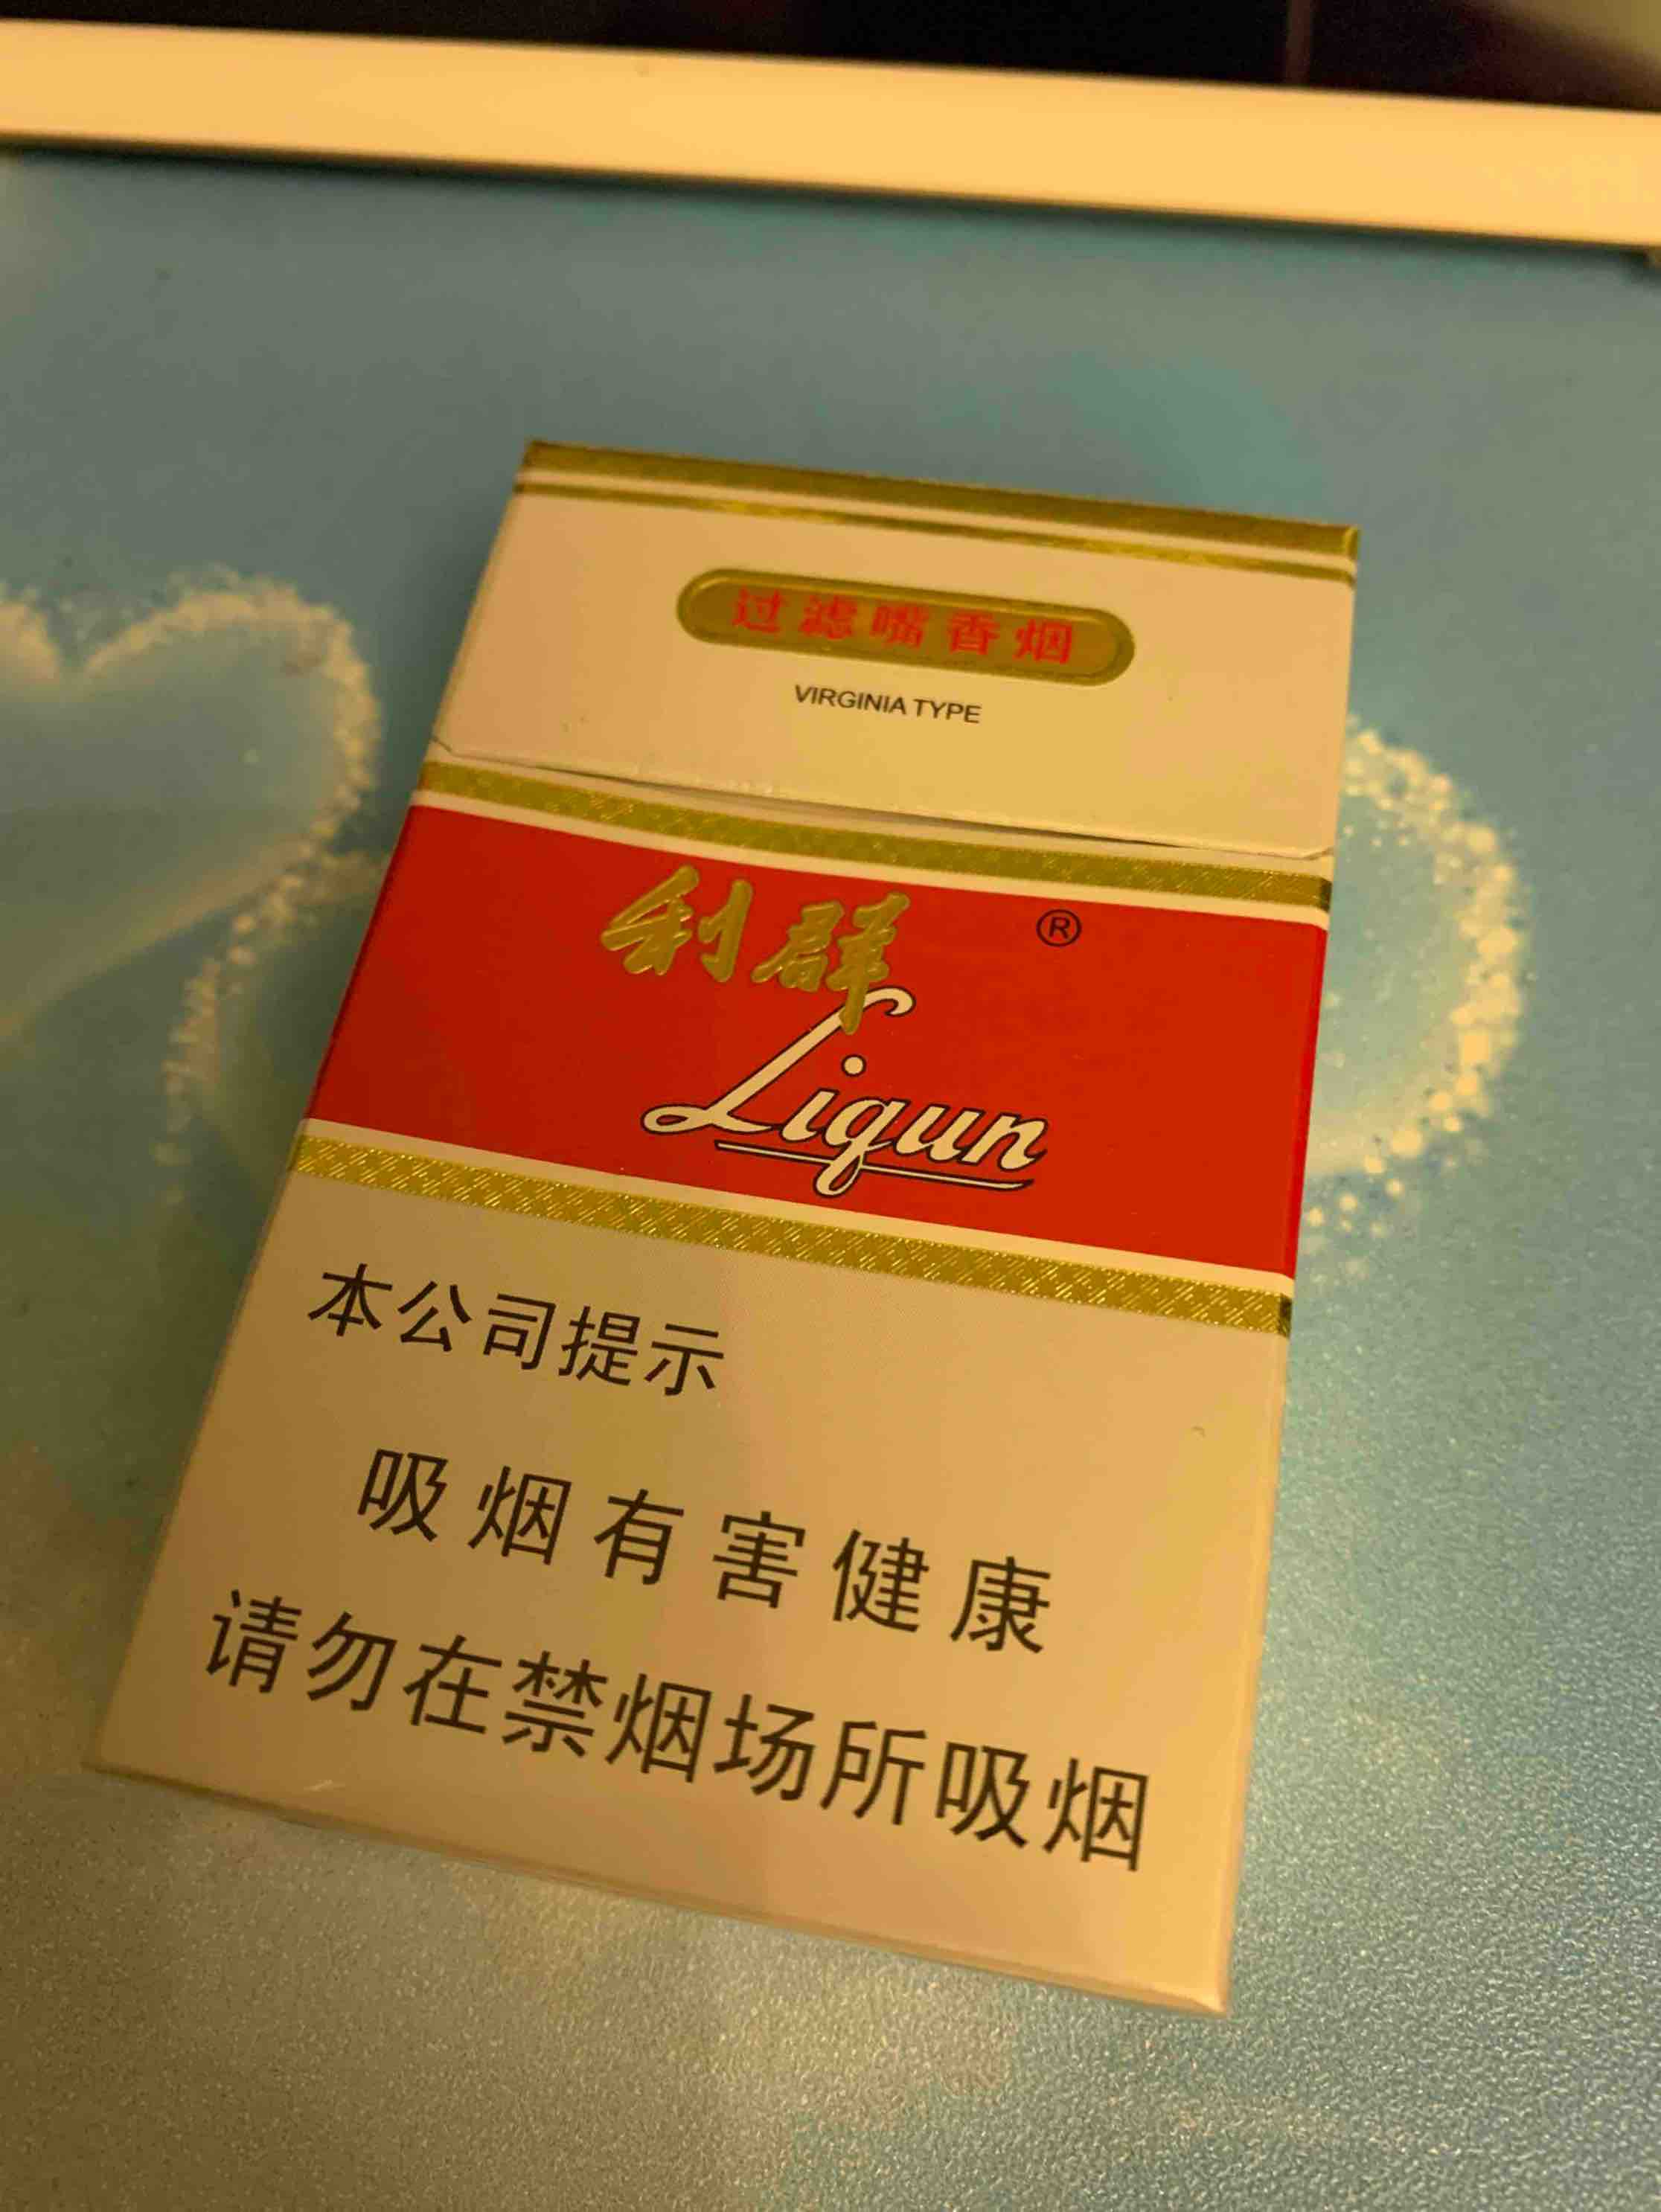 过滤嘴香烟
VIRGINIA TYPE
利群 ®
Liqun
本公司提示
吸烟有害健康
请勿在禁烟场所吸烟